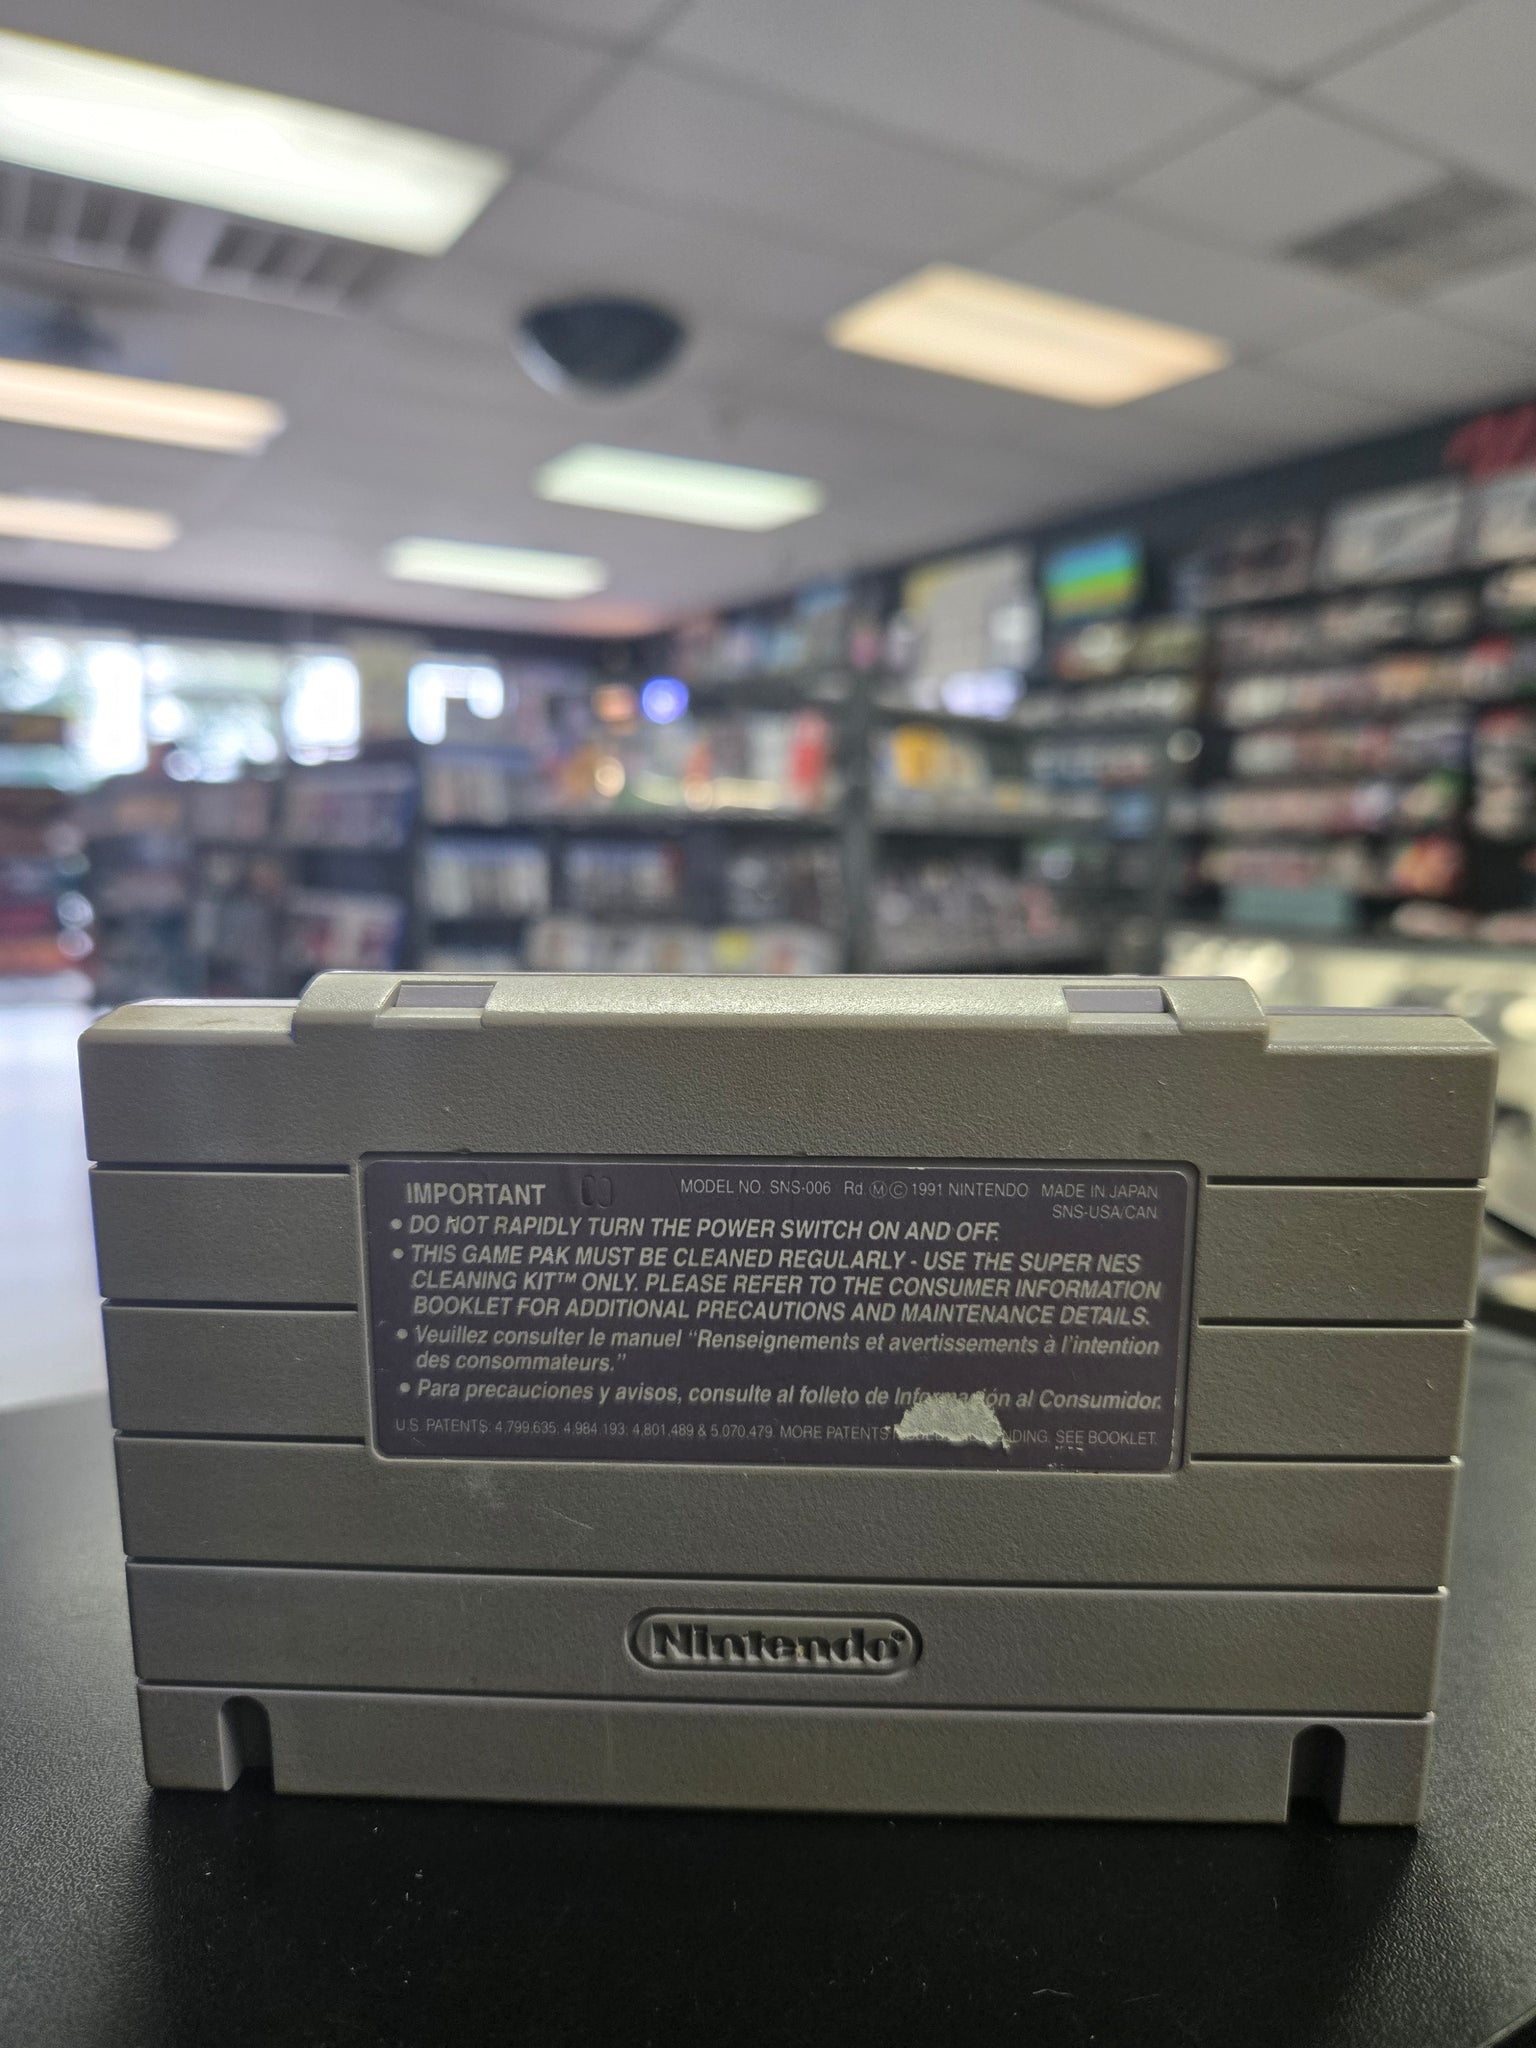 IMPORTANT
MODEL NO. SNS-006 Rd. Ⓜ © 1991 NINTENDO MADE IN JAPAN
SNS-USA/CAN
• DO NOT RAPIDLY TURN THE POWER SWITCH ON AND OFF.
• THIS GAME PAK MUST BE CLEANED REGULARLY - USE THE SUPER NES
CLEANING KIT™ ONLY. PLEASE REFER TO THE CONSUMER INFORMATION
BOOKLET FOR ADDITIONAL PRECAUTIONS AND MAINTENANCE DETAILS.
• Veuillez consulter le manuel "Renseignements et avertissements à l'intention
des consommateurs."
• Para precauciones y avisos, consulte al folleto de Información al Consumidor.
U.S. PATENTS: 4,799,635; 4,984,193; 4,801,489 & 5,070,479. MORE PATENTS SEE BOOKLET.
Nintendo®